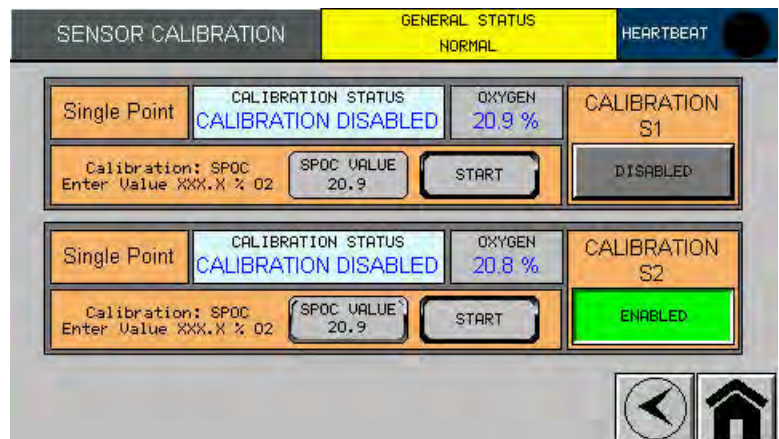 SENSOR CALIBRATION
GENERAL STATUS
NORMAL
HEARTBEAT
Single Point
CALIBRATION STATUS
CALIBRATION DISABLED
OXYGEN
20.9 %
CALIBRATION
S1
Calibration: SPOC
Enter Value XXX.X % O2
SPOC VALUE
20.9
START
DISABLED
Single Point
CALIBRATION STATUS
CALIBRATION DISABLED
OXYGEN
20.8 %
CALIBRATION
S2
Calibration: SPOC
Enter Value XXX.X % O2
SPOC VALUE
20.9
START
ENABLED